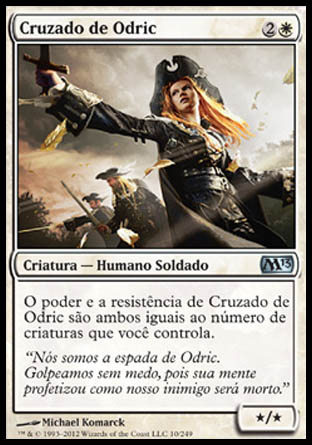 Cruzado de Odric 2
Criatura — Humano Soldado M13
O poder e a resistência de Cruzado de
Odric são ambos iguais ao número de
criaturas que você controla.
"Nós somos a espada de Odric.
Golpeamos sem medo, pois sua mente
profetizou como nosso inimigo será morto."
Michael Komarck
™ & © 1993–2012 Wizards of the Coast LLC 10/249
*/*